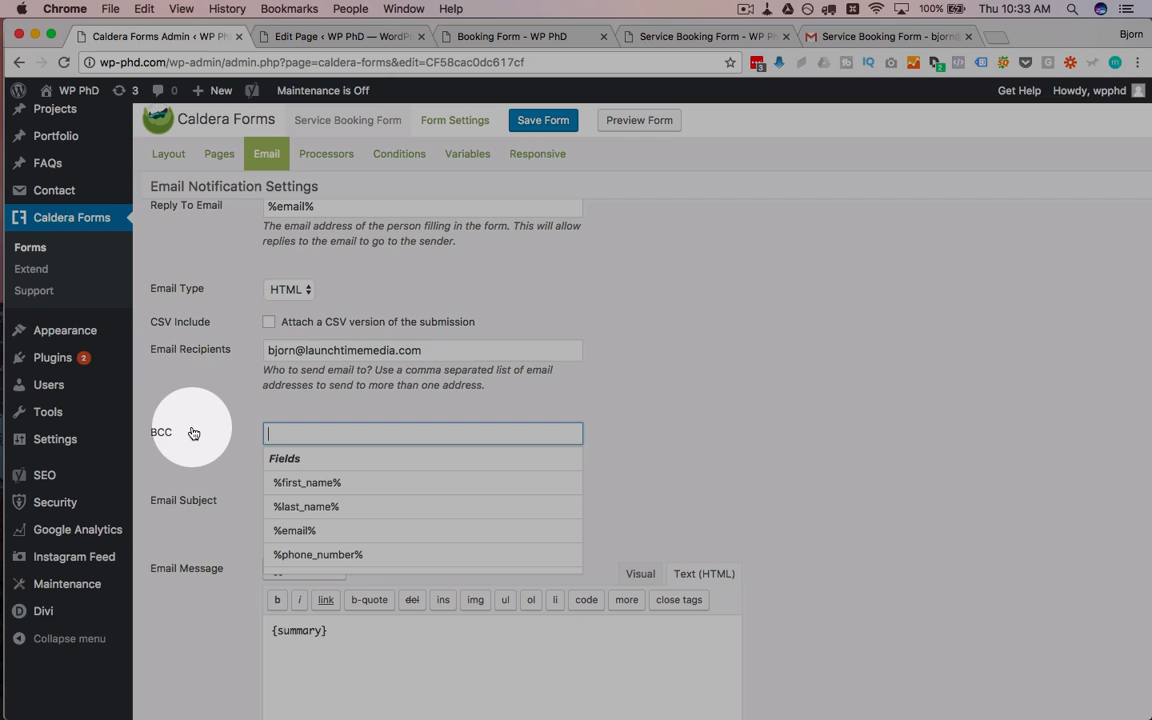 Chrome File Edit View History Bookmarks People Window Help 100% Thu 10:33 AM
Caldera Forms Admin < WP Ph Edit Page < WP PhD — WordP Booking Form - WP PhD Service Booking Form - WP P Service Booking Form - bjorn@ Bjorn
wp-phd.com/wp-admin/admin.php?page=caldera-forms&edit=CF58cac0dc617cf
WP PhD 3 0 New Maintenance is Off Get Help Howdy, wpphd
Projects
Portfolio
FAQs
Contact
Caldera Forms
Forms
Extend
Support
Appearance
Plugins 2
Users
Tools
Settings
SEO
Security
Google Analytics
Instagram Feed
Maintenance
Divi
Collapse menu
Caldera Forms Service Booking Form Form Settings Save Form Preview Form
Layout Pages Email Processors Conditions Variables Responsive
Email Notification Settings
Reply To Email %email%
The email address of the person filling in the form. This will allow
replies to the email to go to the sender.
Email Type HTML
CSV Include Attach a CSV version of the submission
Email Recipients bjorn@launchtimemedia.com
Who to send email to? Use a comma separated list of email
addresses to send to more than one address.
BCC
Fields
%first_name%
%last_name%
%email%
%phone_number%
Email Subject
Email Message
Visual Text (HTML)
b i link b-quote del ins img ul ol li code more close tags
{summary}